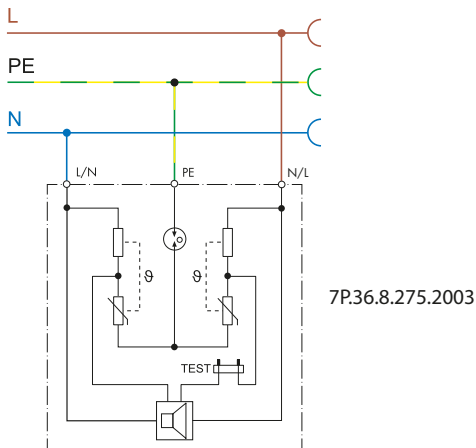 L
PE
N
L/N
PE
N/L
ϑ
ϑ
7P.36.8.275.2003
TEST